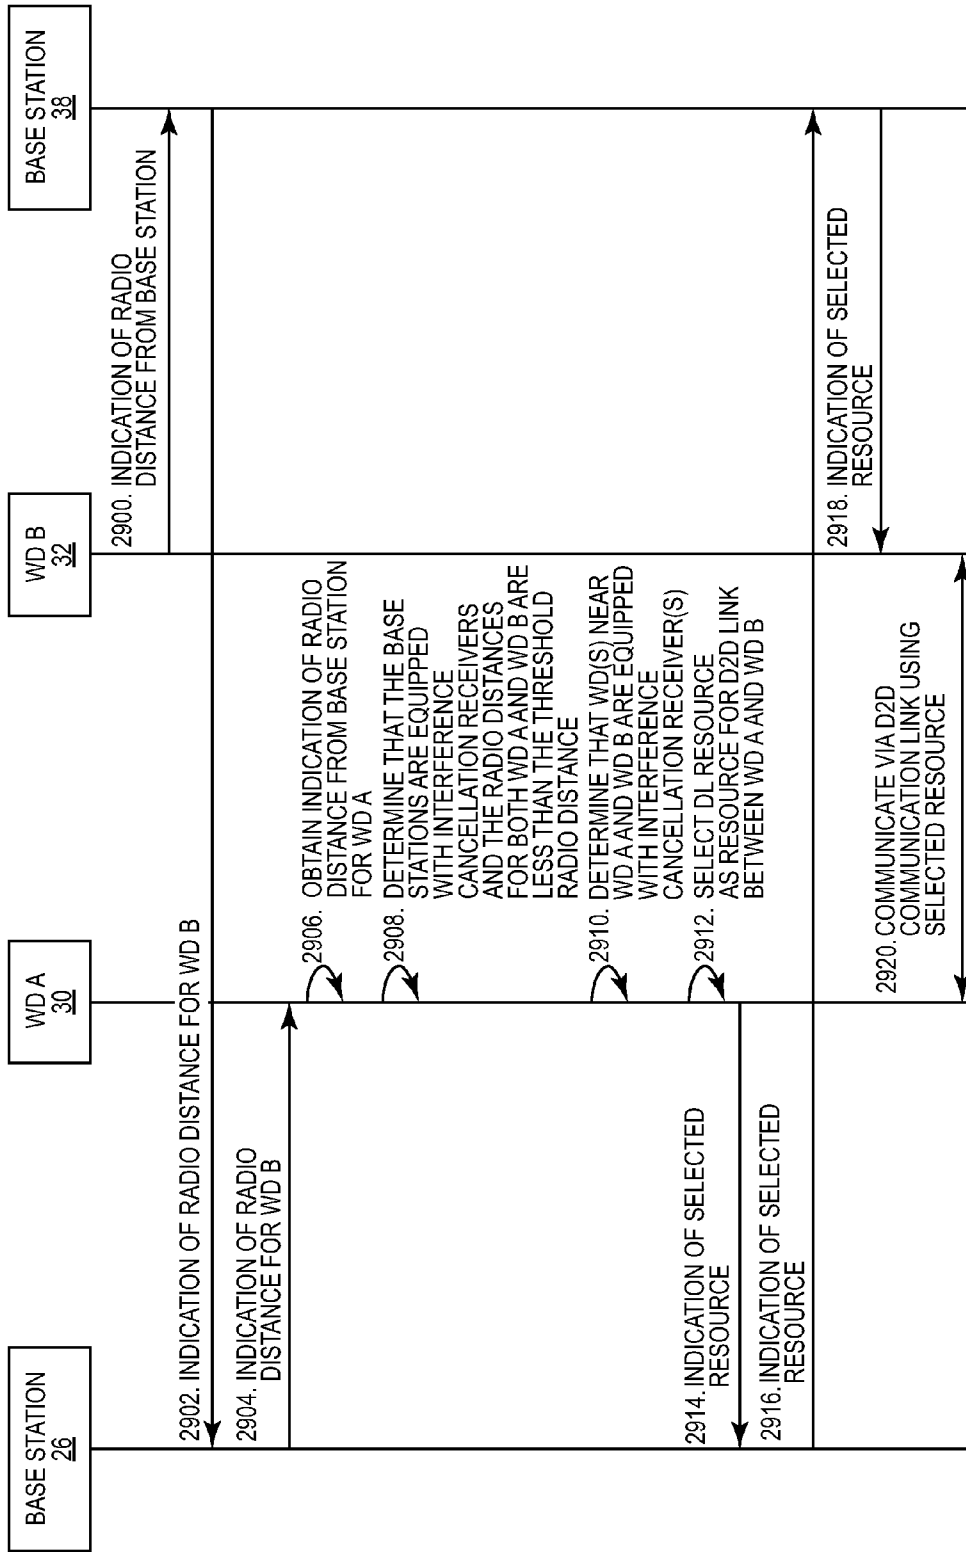 BASE STATION
26
WD A
30
WD B
32
BASE STATION
38
2900. INDICATION OF RADIO
DISTANCE FROM BASE STATION
2902. INDICATION OF RADIO DISTANCE FOR WD B
2904. INDICATION OF RADIO
DISTANCE FOR WD B
2906. OBTAIN INDICATION OF RADIO
DISTANCE FROM BASE STATION
FOR WD A
2908. DETERMINE THAT THE BASE
STATIONS ARE EQUIPPED
WITH INTERFERENCE
CANCELLATION RECEIVERS
AND THE RADIO DISTANCES
FOR BOTH WD A AND WD B ARE
LESS THAN THE THRESHOLD
RADIO DISTANCE
2910. DETERMINE THAT WD(S) NEAR
WD A AND WD B ARE EQUIPPED
WITH INTERFERENCE
CANCELLATION RECEIVER(S)
2912. SELECT DL RESOURCE
AS RESOURCE FOR D2D LINK
BETWEEN WD A AND WD B
2914. INDICATION OF SELECTED
RESOURCE
2916. INDICATION OF SELECTED
RESOURCE
2918. INDICATION OF SELECTED
RESOURCE
2920. COMMUNICATE VIA D2D
COMMUNICATION LINK USING
SELECTED RESOURCE